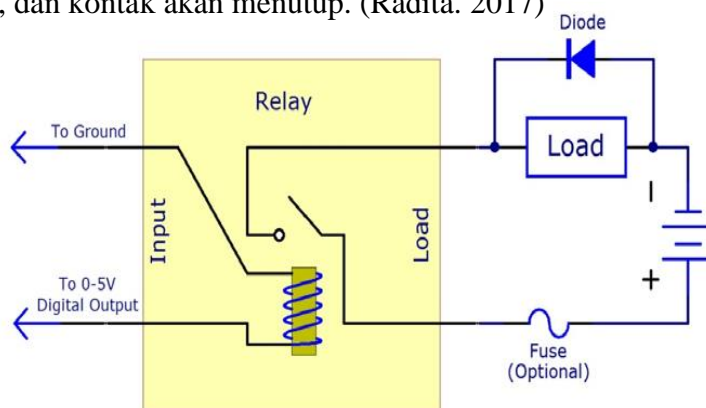 , dan kontak akan menutup. (Radita. 2017)
Diode
Relay
To Ground
Load
Input
Load
−
To 0-5V
Digital Output
+
Fuse
(Optional)